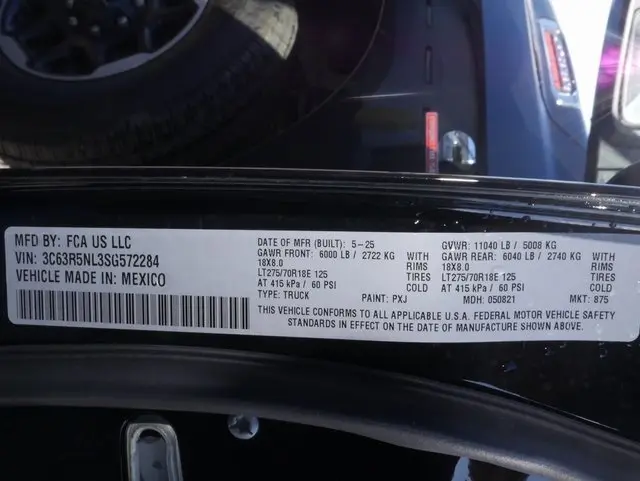 MFD BY: FCA US LLC
VIN: 3C63R5NL3SG572284
VEHICLE MADE IN: MEXICO
DATE OF MFR (BUILT): 5-25
GAWR FRONT: 6000 LB / 2722 KG WITH
18X8.0 RIMS
LT275/70R18E 125 TIRES
AT 415 kPa / 60 PSI COLD
TYPE: TRUCK PAINT: PXJ
GVWR: 11040 LB / 5008 KG
GAWR REAR: 6040 LB / 2740 KG WITH
18X8.0 RIMS
LT275/70R18E 125 TIRES
AT 415 kPa / 60 PSI COLD
MDH: 050821 MKT: 875
THIS VEHICLE CONFORMS TO ALL APPLICABLE U.S.A. FEDERAL MOTOR VEHICLE SAFETY
STANDARDS IN EFFECT ON THE DATE OF MANUFACTURE SHOWN ABOVE.